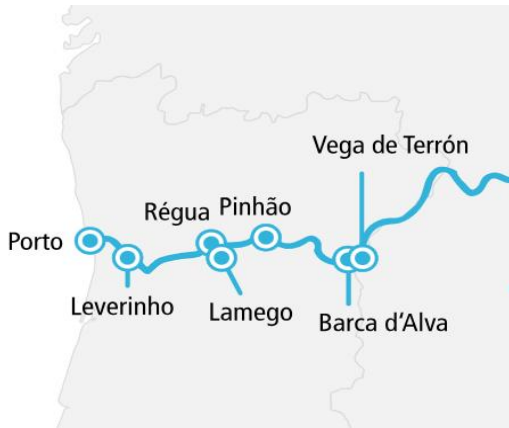 Vega de Terrón
Régua
Pinhão
Porto
Leverinho
Lamego
Barca d'Alva